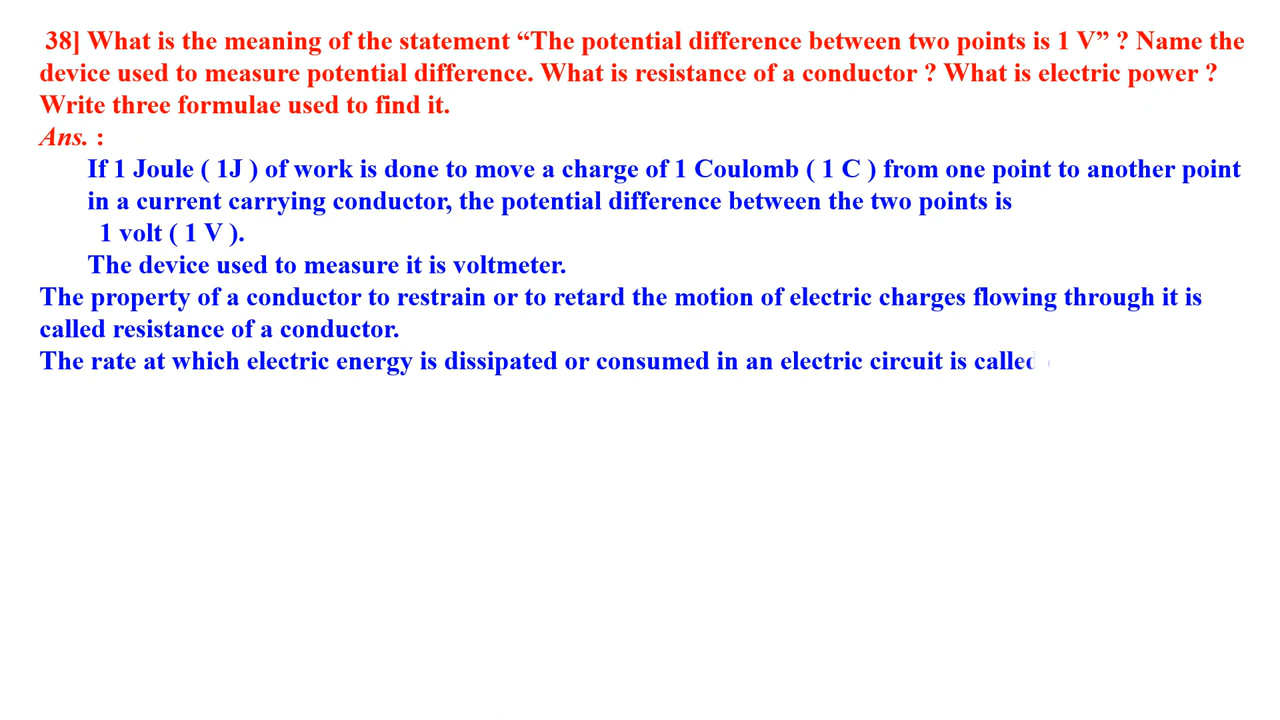 38] What is the meaning of the statement “The potential difference between two points is 1 V” ? Name the
device used to measure potential difference. What is resistance of a conductor ? What is electric power ?
Write three formulae used to find it.
Ans. :
If 1 Joule ( 1J ) of work is done to move a charge of 1 Coulomb ( 1 C ) from one point to another point
in a current carrying conductor, the potential difference between the two points is
1 volt ( 1 V ).
The device used to measure it is voltmeter.
The property of a conductor to restrain or to retard the motion of electric charges flowing through it is
called resistance of a conductor.
The rate at which electric energy is dissipated or consumed in an electric circuit is called